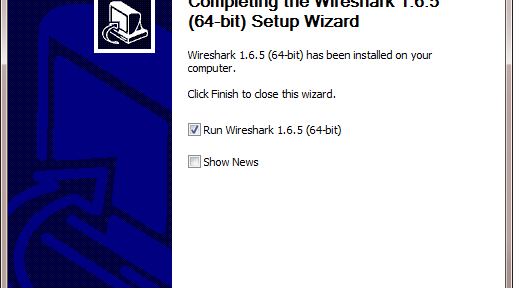 Completing the Wireshark 1.6.5
(64-bit) Setup Wizard
Wireshark 1.6.5 (64-bit) has been installed on your
computer.
Click Finish to close this wizard.
Run Wireshark 1.6.5 (64-bit)
Show News